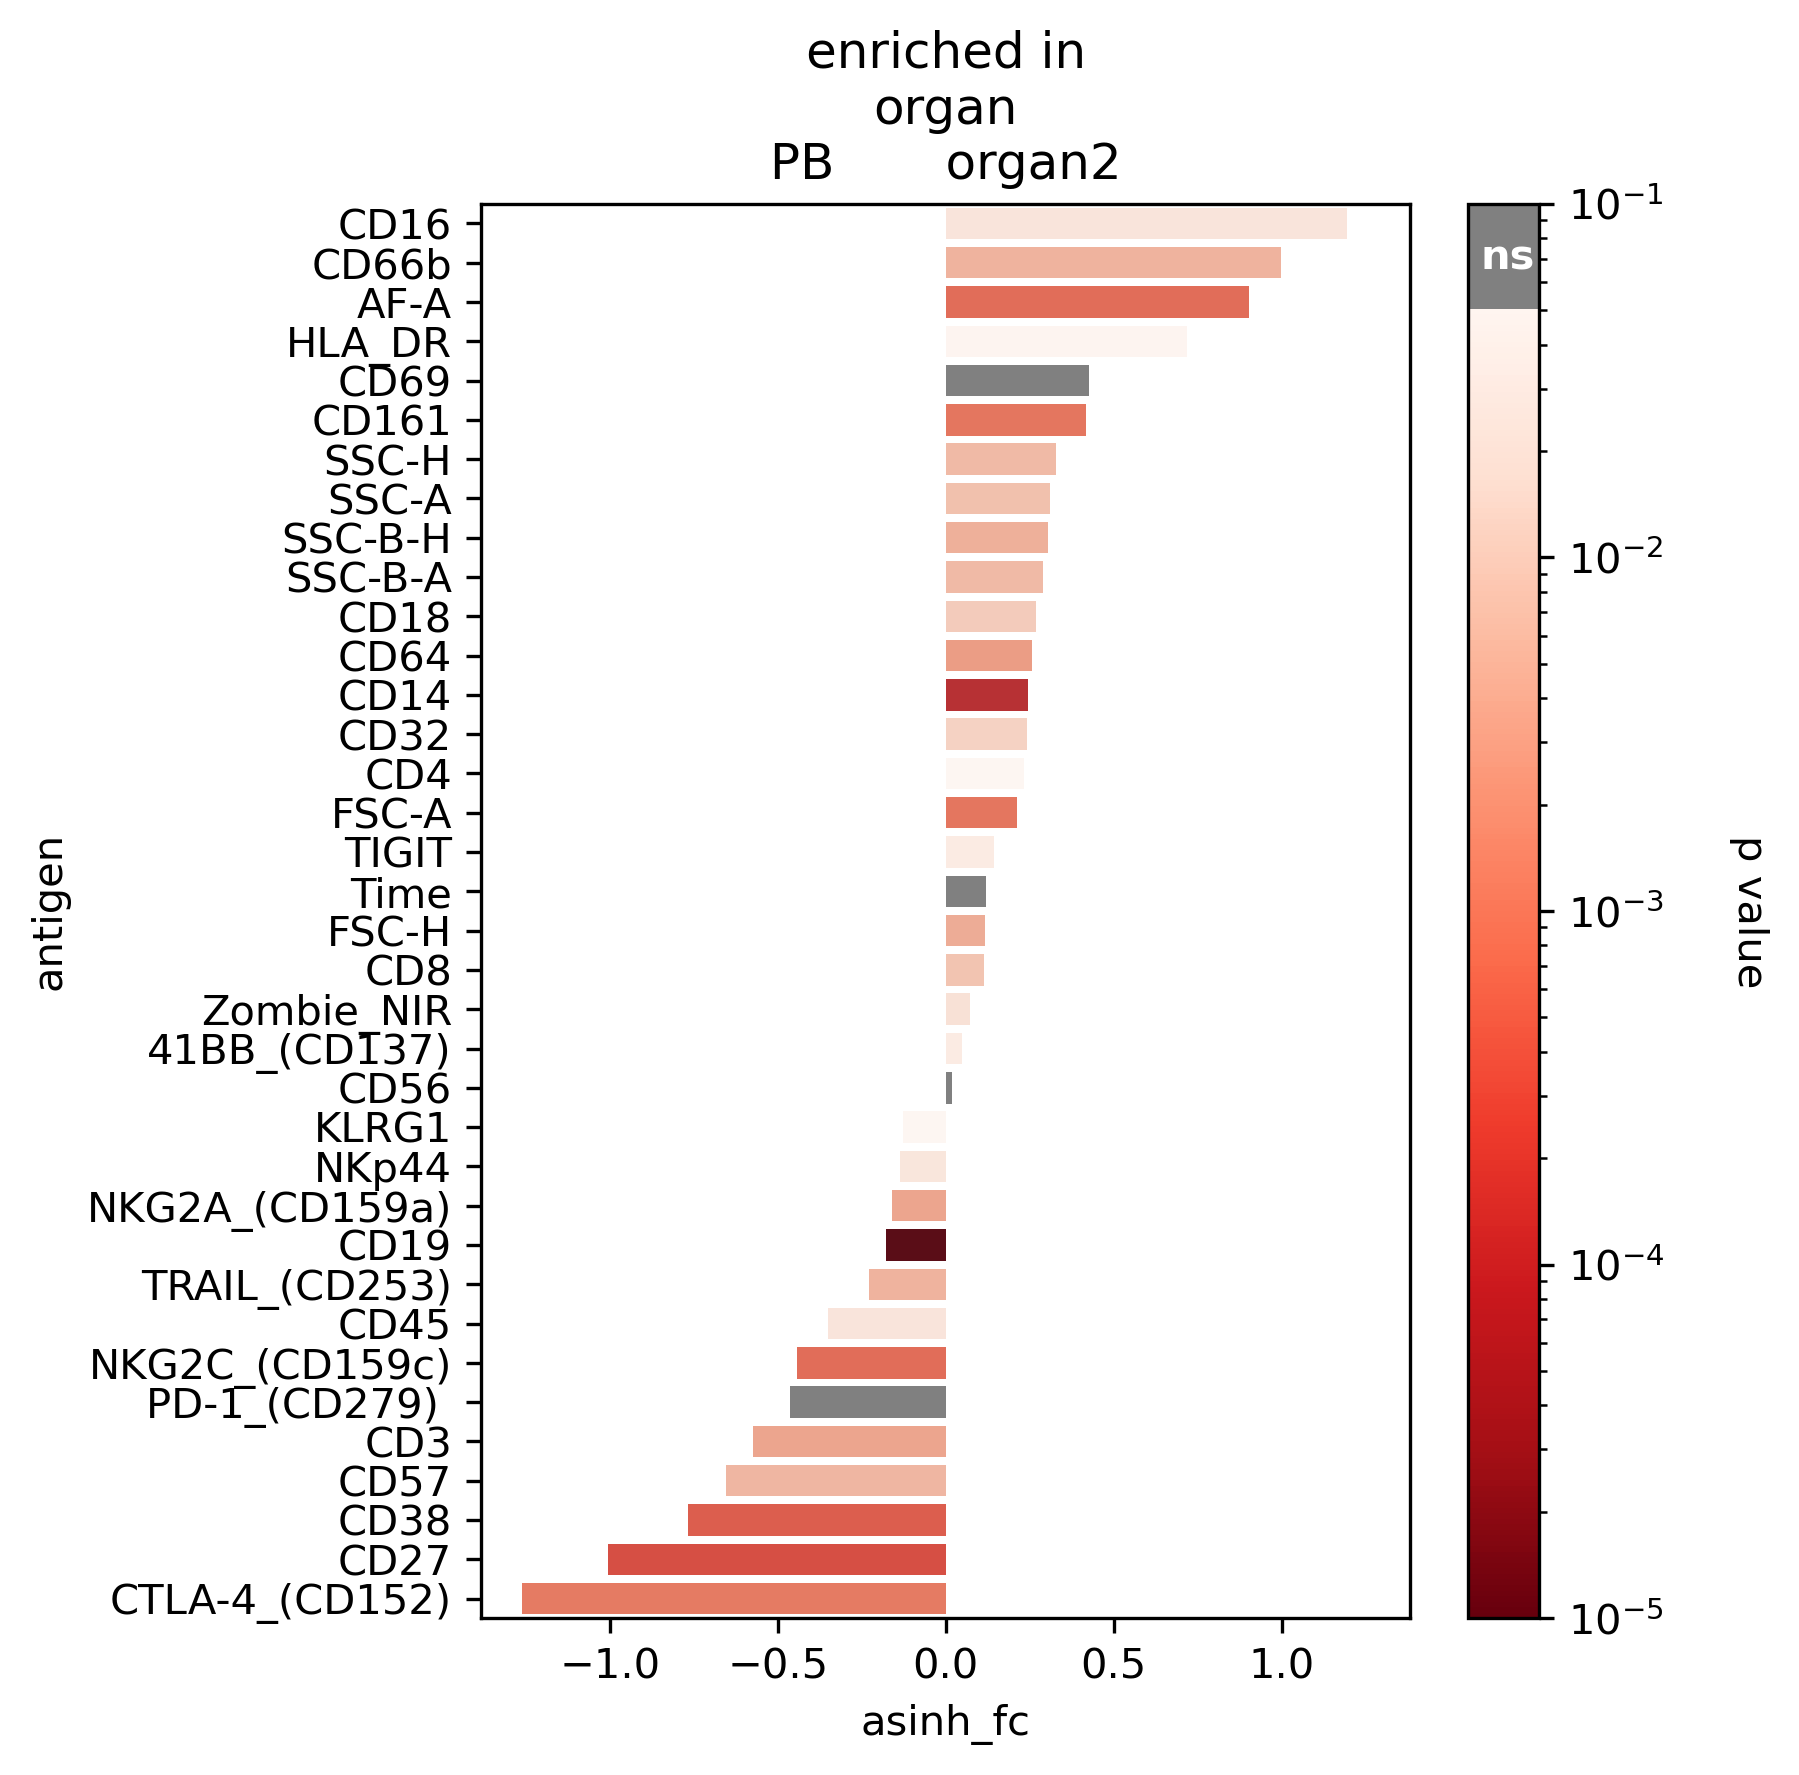 enriched in
organ
PB organ2
CD16
CD66b
AF-A
HLA_DR
CD69
CD161
SSC-H
SSC-A
SSC-B-H
SSC-B-A
CD18
CD64
CD14
CD32
CD4
FSC-A
TIGIT
Time
FSC-H
CD8
Zombie_NIR
41BB_(CD137)
CD56
KLRG1
NKp44
NKG2A_(CD159a)
CD19
TRAIL_(CD253)
CD45
NKG2C_(CD159c)
PD-1_(CD279)
CD3
CD57
CD38
CD27
CTLA-4_(CD152)
antigen
−1.0 −0.5 0.0 0.5 1.0
asinh_fc
ns
10⁻¹
10⁻²
10⁻³
10⁻⁴
10⁻⁵
p value